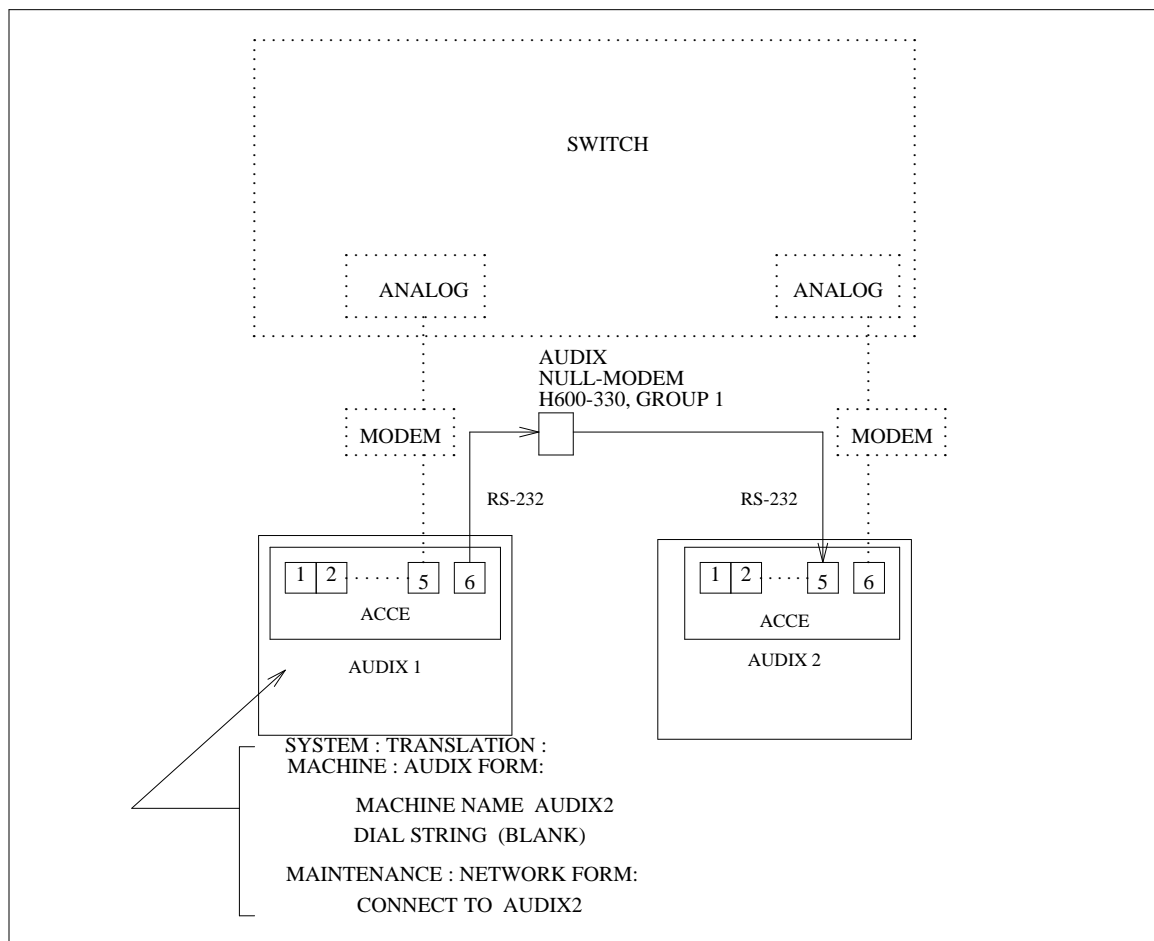 SWITCH
ANALOG
ANALOG
AUDIX
NULL-MODEM
H600-330, GROUP 1
MODEM
MODEM
RS-232
RS-232
1 2 5 6
ACCE
AUDIX 1
1 2 5 6
ACCE
AUDIX 2
SYSTEM : TRANSLATION :
MACHINE : AUDIX FORM:
MACHINE NAME AUDIX2
DIAL STRING (BLANK)
MAINTENANCE : NETWORK FORM:
CONNECT TO AUDIX2